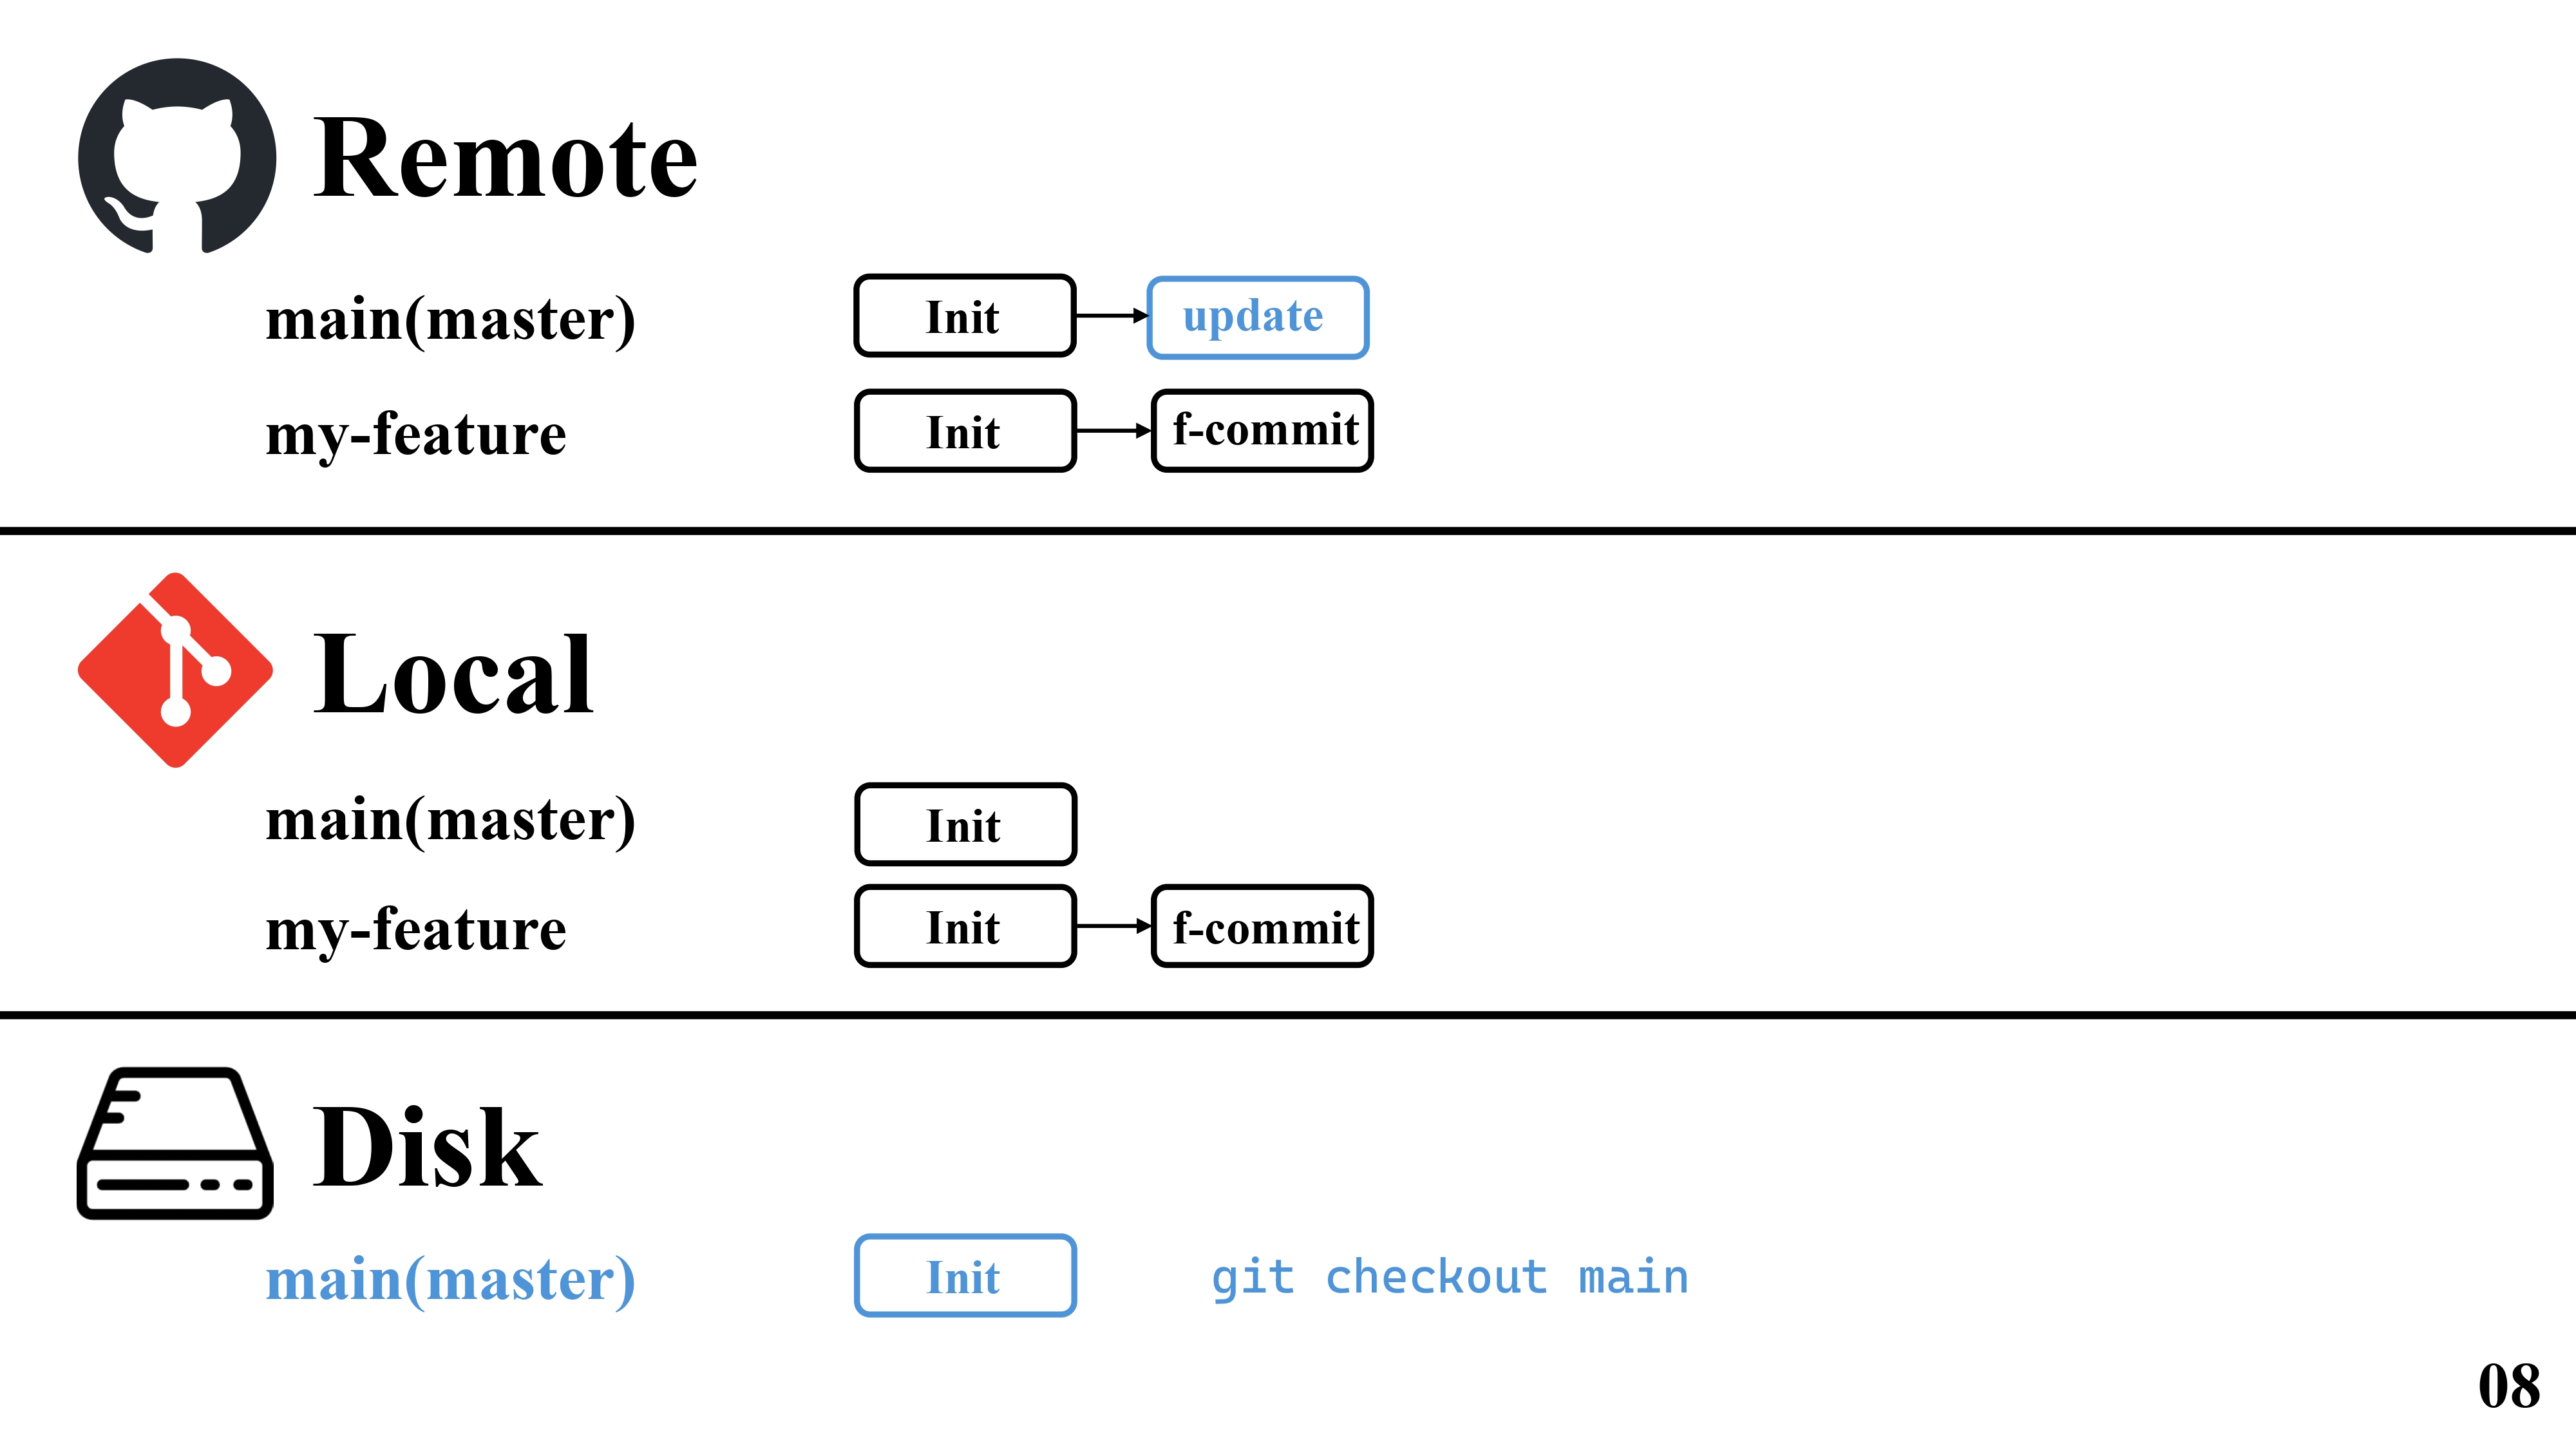 Remote
main(master) Init update
my-feature Init f-commit
Local
main(master) Init
my-feature Init f-commit
Disk
main(master) Init git checkout main
08